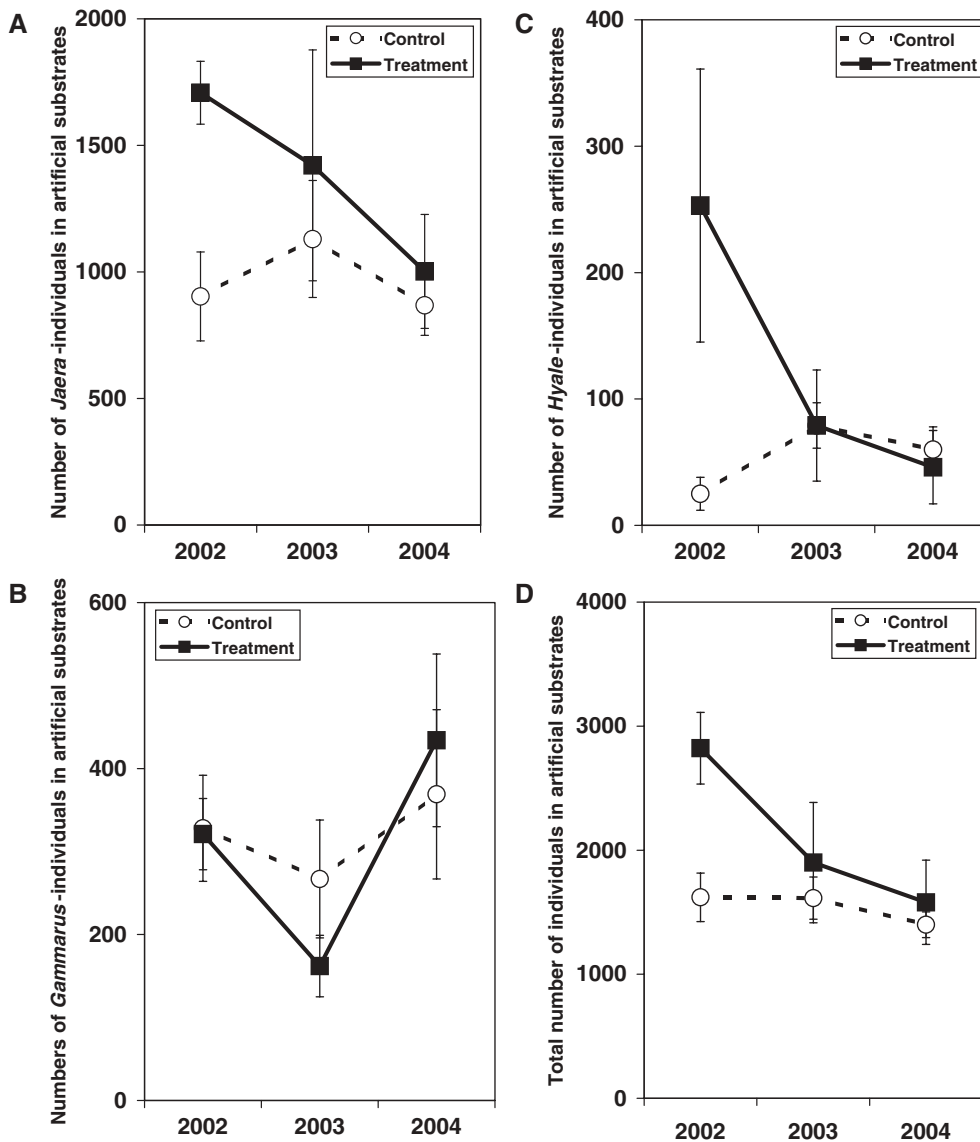 A
Number of Jaera-individuals in artificial substrates
2000
1500
1000
500
0
Control
Treatment
2002 2003 2004
C
Number of Hyale-individuals in artificial substrates
400
300
200
100
0
Control
Treatment
2002 2003 2004
B
Numbers of Gammarus-individuals in artificial substrates
600
400
200
0
Control
Treatment
2002 2003 2004
D
Total number of individuals in artificial substrates
4000
3000
2000
1000
0
Control
Treatment
2002 2003 2004